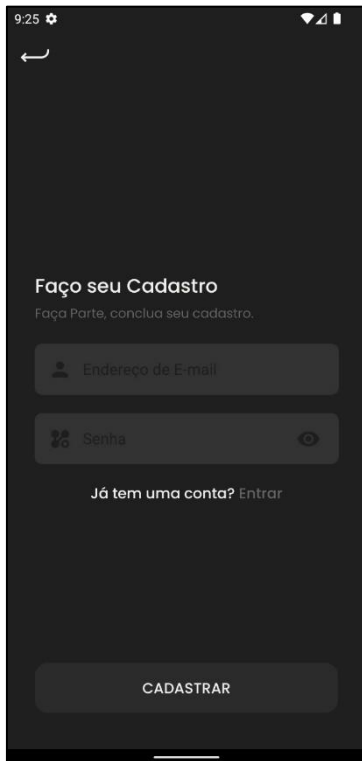 9:25
Faço seu Cadastro
Faça Parte, conclua seu cadastro.
Endereço de E-mail
Senha
Já tem uma conta? Entrar
CADASTRAR